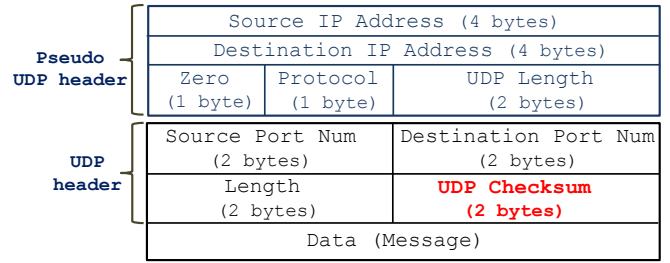 Source IP Address (4 bytes)
Destination IP Address (4 bytes)
Pseudo
UDP header
Zero
(1 byte)
Protocol
(1 byte)
UDP Length
(2 bytes)
Source Port Num
(2 bytes)
Destination Port Num
(2 bytes)
UDP
header
Length
(2 bytes)
UDP Checksum
(2 bytes)
Data (Message)